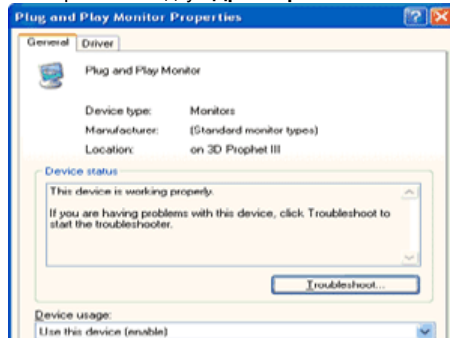 Plug and Play Monitor Properties
General Driver
Plug and Play Monitor
Device type: Monitors
Manufacturer: (Standard monitor types)
Location: on 3D Prophet III
Device status
This device is working properly.
If you are having problems with this device, click Troubleshoot to
start the troubleshooter.
Troubleshoot...
Device usage:
Use this device (enable)